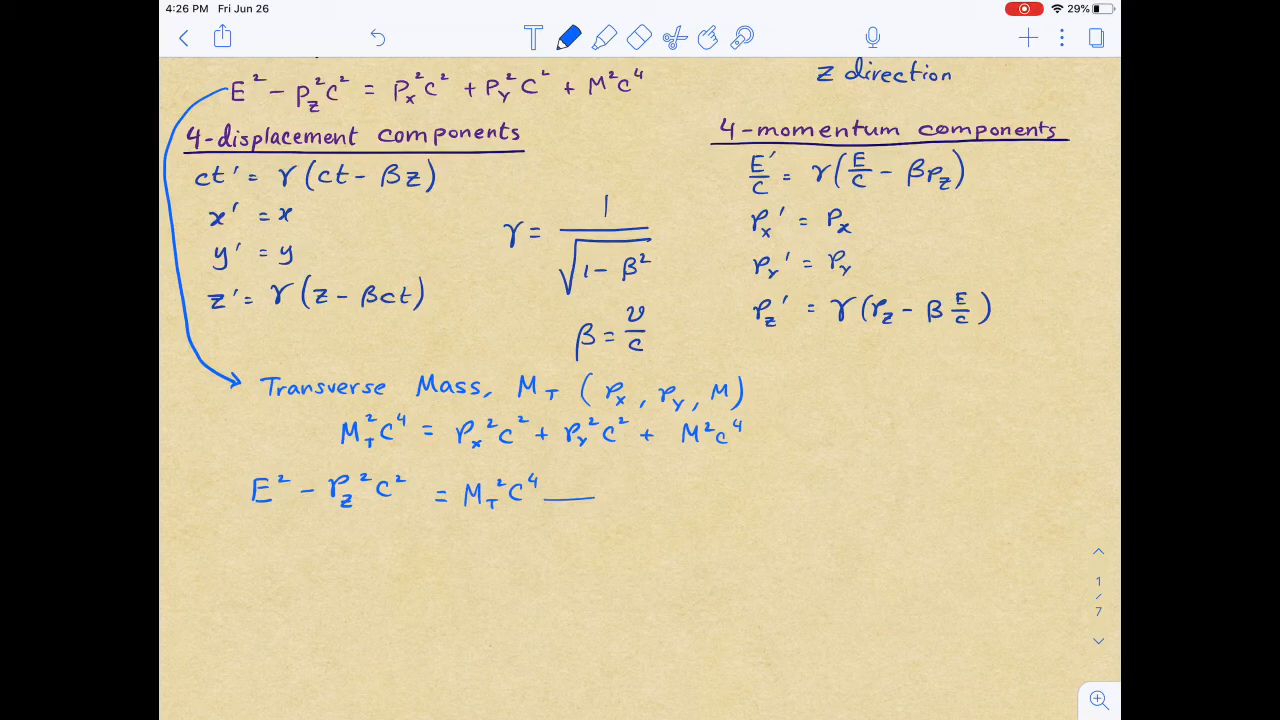 4:26 PM Fri Jun 26
29%
T
z direction
E² - p_z²c² = p_x²c² + p_y²c² + M²c⁴
4-displacement components
ct' = γ(ct - βz)
x' = x
y' = y
z' = γ(z - βct)
γ = 1/√(1 - β²)
β = v/c
4-momentum components
E'/c = γ(E/c - βp_z)
p_x' = p_x
p_y' = p_y
p_z' = γ(p_z - β E/c)
Transverse Mass, M_T (p_x, p_y, M)
M_T²c⁴ = p_x²c² + p_y²c² + M²c⁴
E² - p_z²c² = M_T²c⁴ —
1
/
7